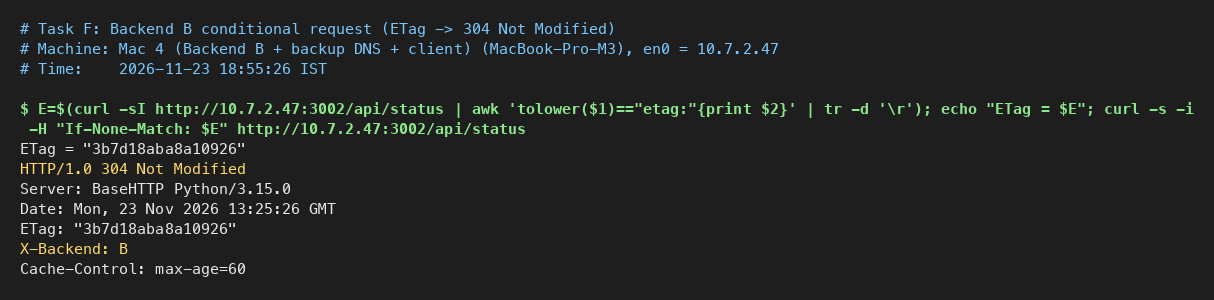 # Task F: Backend B conditional request (ETag -> 304 Not Modified)
# Machine: Mac 4 (Backend B + backup DNS + client) (MacBook-Pro-M3), en0 = 10.7.2.47
# Time:    2026-11-23 18:55:26 IST
$ E=$(curl -sI http://10.7.2.47:3002/api/status | awk 'tolower($1)=="etag:"{print $2}' | tr -d '\r'); echo "ETag = $E"; curl -s -i
 -H "If-None-Match: $E" http://10.7.2.47:3002/api/status
ETag = "3b7d18aba8a10926"
HTTP/1.0 304 Not Modified
Server: BaseHTTP Python/3.15.0
Date: Mon, 23 Nov 2026 13:25:26 GMT
ETag: "3b7d18aba8a10926"
X-Backend: B
Cache-Control: max-age=60